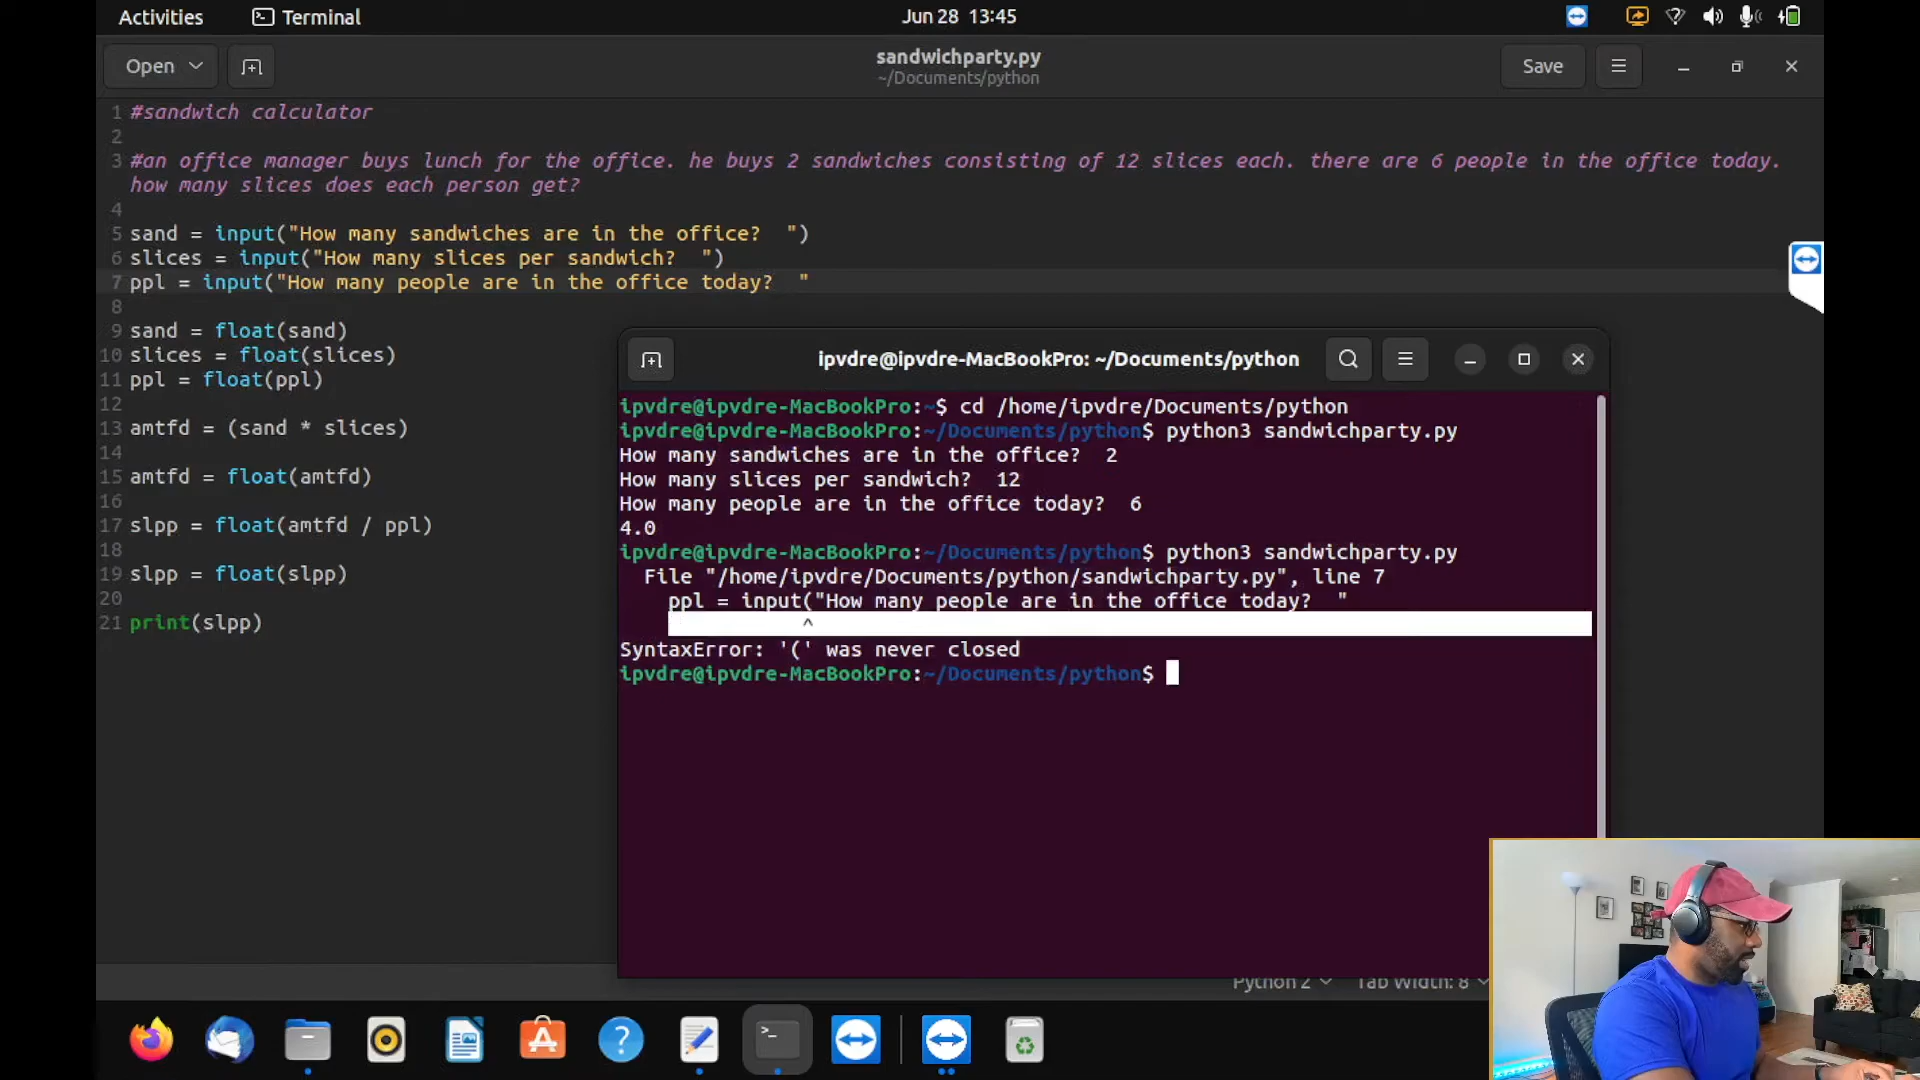 Activities
Terminal
Jun 28 13:45
Open
sandwichparty.py
~/Documents/python
Save
1 #sandwich calculator
2
3 #an office manager buys lunch for the office. he buys 2 sandwiches consisting of 12 slices each. there are 6 people in the office today.
how many slices does each person get?
4
5 sand = input("How many sandwiches are in the office?  ")
6 slices = input("How many slices per sandwich?  ")
7 ppl = input("How many people are in the office today?  "
8
9 sand = float(sand)
10 slices = float(slices)
11 ppl = float(ppl)
12
13 amtfd = (sand * slices)
14
15 amtfd = float(amtfd)
16
17 slpp = float(amtfd / ppl)
18
19 slpp = float(slpp)
20
21 print(slpp)
ipvdre@ipvdre-MacBookPro: ~/Documents/python
ipvdre@ipvdre-MacBookPro:~$ cd /home/ipvdre/Documents/python
ipvdre@ipvdre-MacBookPro:~/Documents/python$ python3 sandwichparty.py
How many sandwiches are in the office?  2
How many slices per sandwich?  12
How many people are in the office today?  6
4.0
ipvdre@ipvdre-MacBookPro:~/Documents/python$ python3 sandwichparty.py
  File "/home/ipvdre/Documents/python/sandwichparty.py", line 7
    ppl = input("How many people are in the office today?  "
               ^
SyntaxError: '(' was never closed
ipvdre@ipvdre-MacBookPro:~/Documents/python$
Python 2
Tab Width: 8